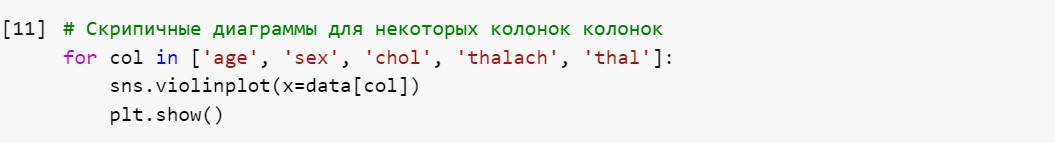 [11] # Скрипичные диаграммы для некоторых колонок колонок
for col in ['age', 'sex', 'chol', 'thalach', 'thal']:
    sns.violinplot(x=data[col])
    plt.show()